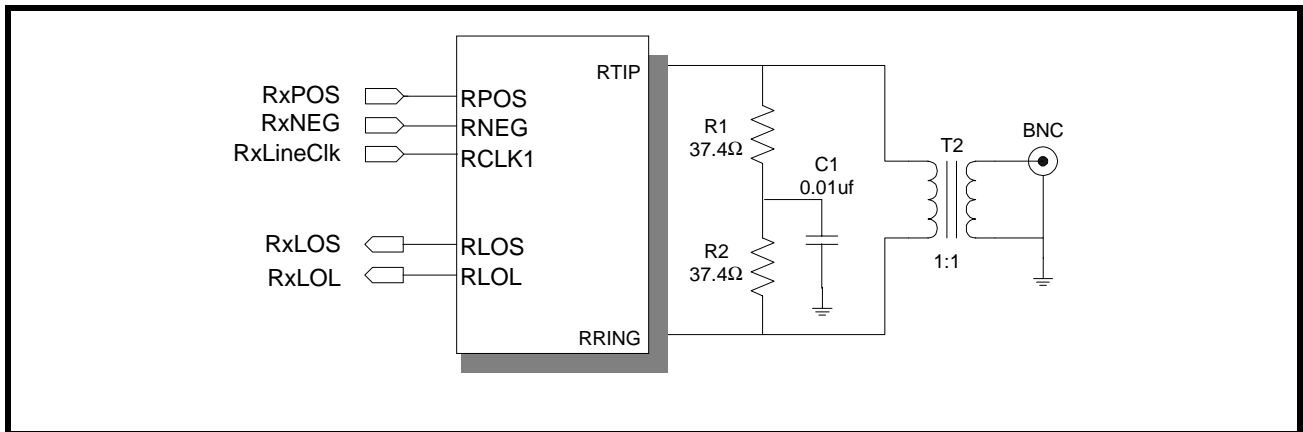 RxPOS
RxNEG
RxLineClk
RxLOS
RxLOL
RPOS
RNEG
RCLK1
RLOS
RLOL
RTIP
RRING
R1
37.4Ω
R2
37.4Ω
C1
0.01uf
T2
1:1
BNC